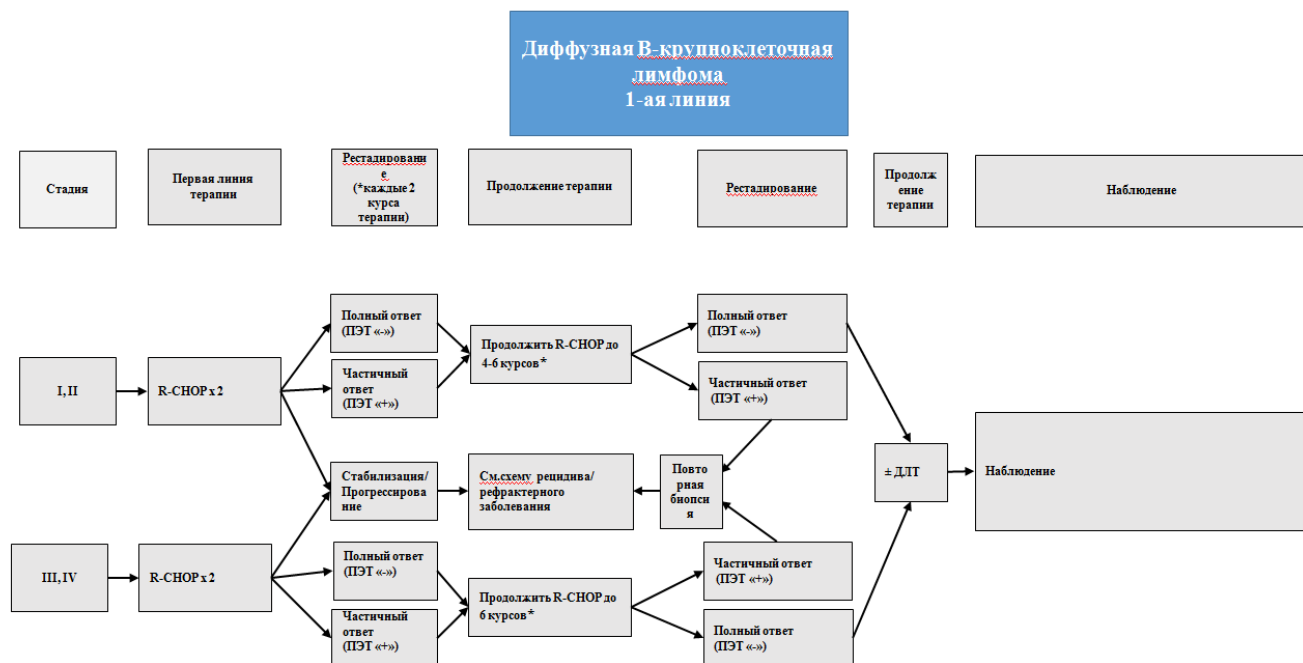 Диффузная В-крупноклеточная
лимфома
1-ая линия
Стадия
Первая линия
терапии
Рестадировани
е
(*каждые 2
курса
терапии)
Продолжение терапии
Рестадирование
Продолж
ение
терапии
Наблюдение
I, II
R-CHOP x 2
Полный ответ
(ПЭТ «-»)
Частичный
ответ
(ПЭТ «+»)
Продолжить R-CHOP до
4-6 курсов*
Полный ответ
(ПЭТ «-»)
Частичный ответ
(ПЭТ «+»)
Стабилизация/
Прогрессирова
ние
См.схему рецидива/
рефрактерного
заболевания
Повто
рная
биопси
я
± ДЛТ
Наблюдение
III, IV
R-CHOP x 2
Полный ответ
(ПЭТ «-»)
Частичный
ответ
(ПЭТ «+»)
Продолжить R-CHOP до
6 курсов*
Частичный ответ
(ПЭТ «+»)
Полный ответ
(ПЭТ «-»)